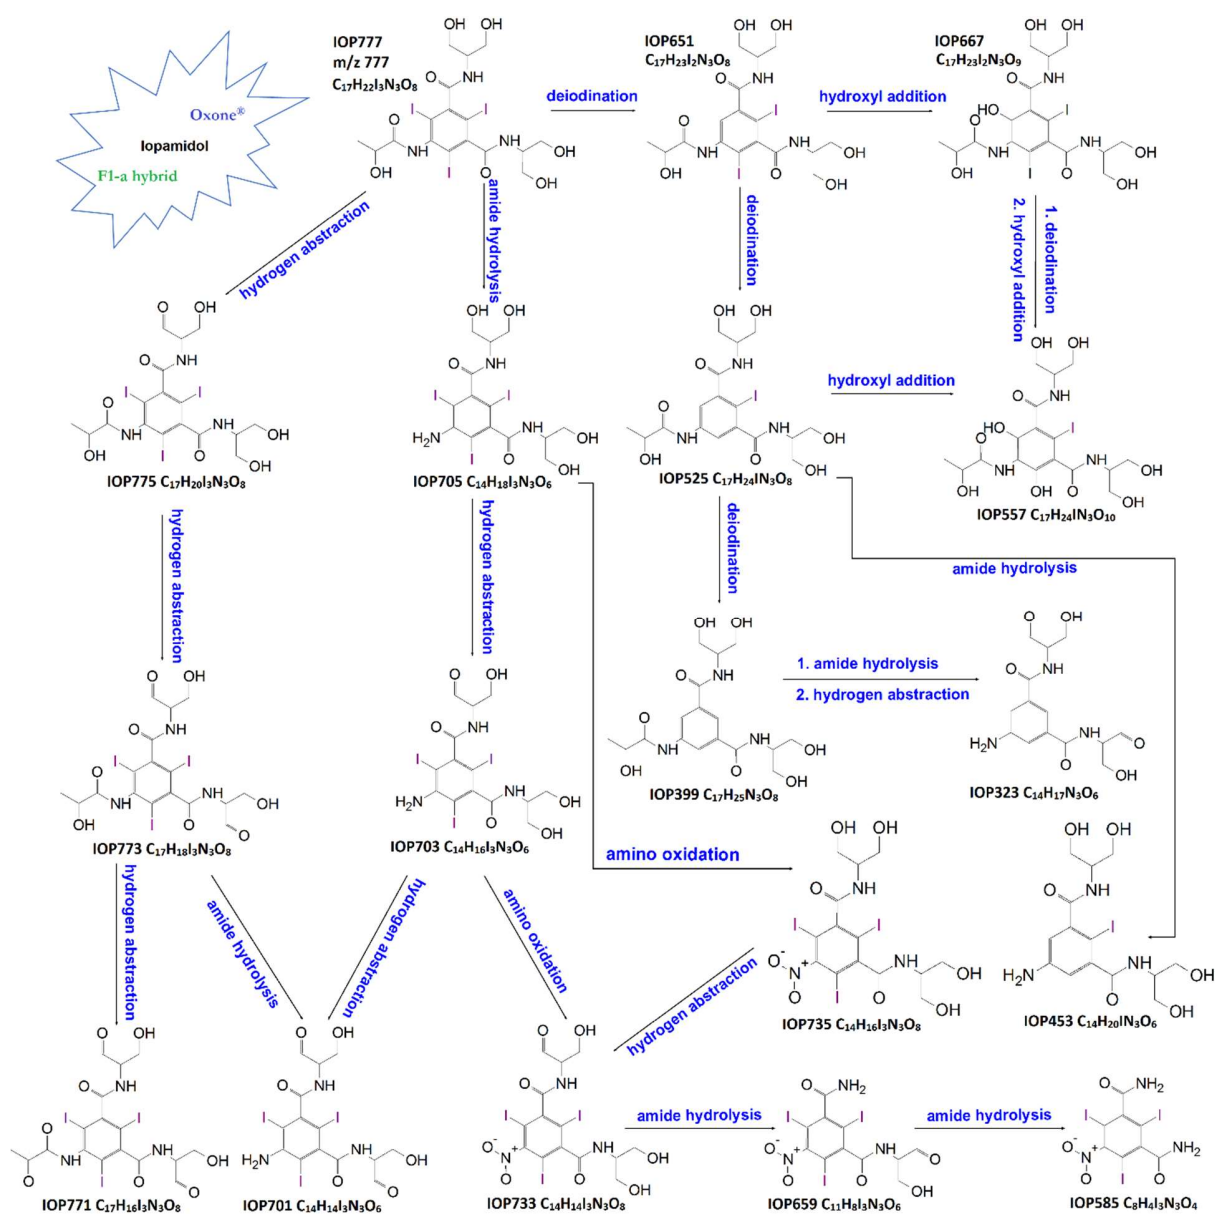 IOP777
m/z 777
C₁₇H₂₂I₃N₃O₈
IOP651
C₁₇H₂₃I₂N₃O₈
IOP667
C₁₇H₂₃I₂N₃O₉
Oxone®
Iopamidol
F1-a hybrid
deiodination
hydroxyl addition
hydrogen abstraction
amide hydrolysis
deiodination
1. deiodination
2. hydroxyl addition
hydroxyl addition
IOP775 C₁₇H₂₀I₃N₃O₈
IOP705 C₁₄H₁₈I₃N₃O₆
IOP525 C₁₇H₂₄IN₃O₈
IOP557 C₁₇H₂₄IN₃O₁₀
hydrogen abstraction
hydrogen abstraction
deiodination
amide hydrolysis
1. amide hydrolysis
2. hydrogen abstraction
IOP399 C₁₇H₂₅N₃O₈
IOP323 C₁₄H₁₇N₃O₆
IOP773 C₁₇H₁₈I₃N₃O₈
IOP703 C₁₄H₁₆I₃N₃O₆
amino oxidation
hydrogen abstraction
amide hydrolysis
hydrogen abstraction
amino oxidation
hydrogen abstraction
IOP735 C₁₄H₁₆I₃N₃O₈
IOP453 C₁₄H₂₀IN₃O₆
amide hydrolysis
amide hydrolysis
IOP771 C₁₇H₁₆I₃N₃O₈
IOP701 C₁₄H₁₄I₃N₃O₆
IOP733 C₁₄H₁₄I₃N₃O₈
IOP659 C₁₁H₈I₃N₃O₆
IOP585 C₈H₄I₃N₃O₄